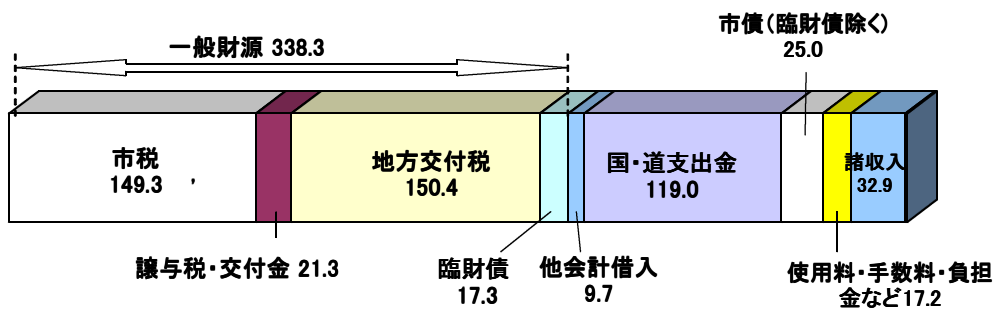 市債（臨財債除く）
25.0
一般財源 338.3
市税
149.3
地方交付税
150.4
国・道支出金
119.0
諸収入
32.9
譲与税・交付金 21.3
臨財債
17.3
他会計借入
9.7
使用料・手数料・負担
金など17.2